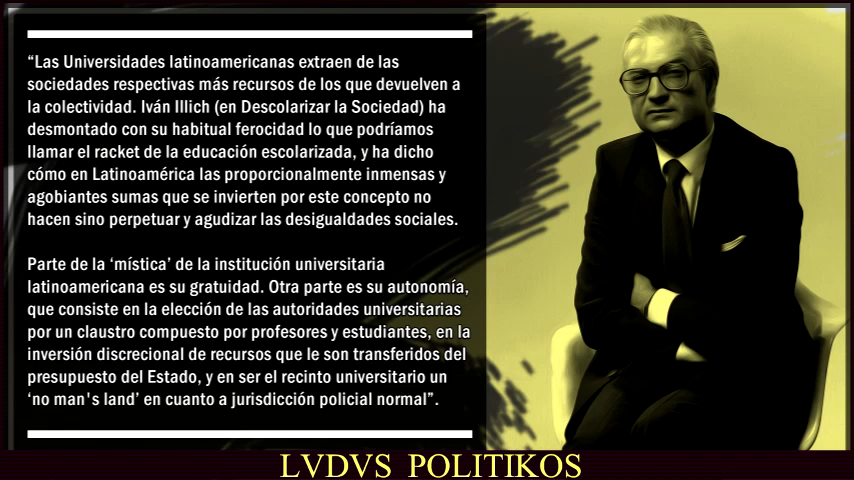 “Las Universidades latinoamericanas extraen de las
sociedades respectivas más recursos de los que devuelven a
la colectividad. Iván Illich (en Descolarizar la Sociedad) ha
desmontado con su habitual ferocidad lo que podríamos
llamar el racket de la educación escolarizada, y ha dicho
cómo en Latinoamérica las proporcionalmente inmensas y
agobiantes sumas que se invierten por este concepto no
hacen sino perpetuar y agudizar las desigualdades sociales.
Parte de la ‘mística’ de la institución universitaria
latinoamericana es su gratuidad. Otra parte es su autonomía,
que consiste en la elección de las autoridades universitarias
por un claustro compuesto por profesores y estudiantes, en la
inversión discrecional de recursos que le son transferidos del
presupuesto del Estado, y en ser el recinto universitario un
‘no man's land’ en cuanto a jurisdicción policial normal”.
LVDVS POLITIKOS